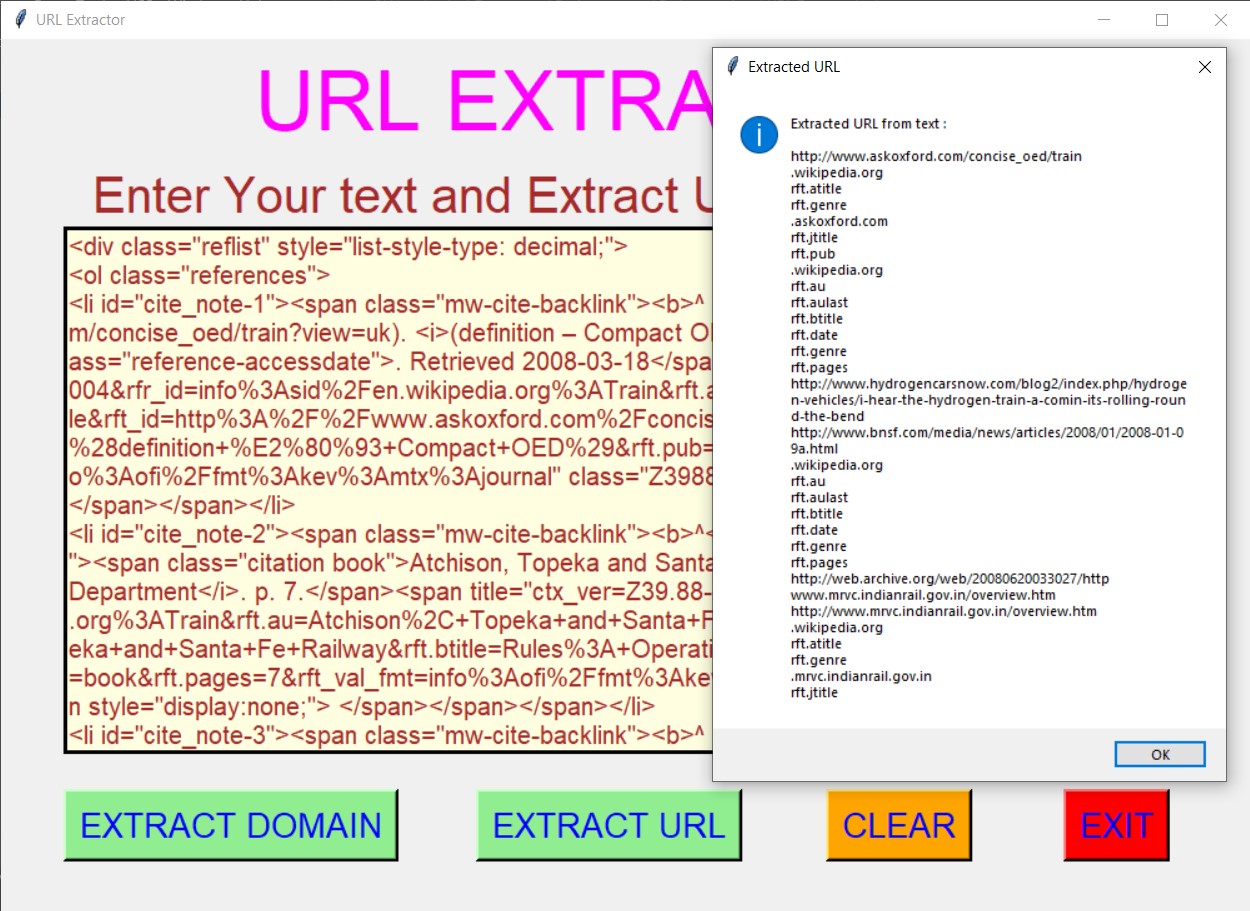 URL Extractor
URL EXTRA
Enter Your text and Extract U
<div class="reflist" style="list-style-type: decimal;">
<ol class="references">
<li id="cite_note-1"><span class="mw-cite-backlink"><b>^
m/concise_oed/train?view=uk). <i>(definition – Compact OE
ass="reference-accessdate">. Retrieved 2008-03-18</spa
004&rfr_id=info%3Asid%2Fen.wikipedia.org%3ATrain&rft.a
le&rft_id=http%3A%2F%2Fwww.askoxford.com%2Fconcis
%28definition+%E2%80%93+Compact+OED%29&rft.pub=
o%3Aofi%2Ffmt%3Akev%3Amtx%3Ajournal" class="Z3988
</span></span></li>
<li id="cite_note-2"><span class="mw-cite-backlink"><b>^<
"><span class="citation book">Atchison, Topeka and Santa
Department</i>. p. 7.</span><span title="ctx_ver=Z39.88-
.org%3ATrain&rft.au=Atchison%2C+Topeka+and+Santa+F
eka+and+Santa+Fe+Railway&rft.btitle=Rules%3A+Operati
=book&rft.pages=7&rft_val_fmt=info%3Aofi%2Ffmt%3Ake
n style="display:none;"> </span></span></span></li>
<li id="cite_note-3"><span class="mw-cite-backlink"><b>^
Extracted URL
Extracted URL from text :
http://www.askoxford.com/concise_oed/train
.wikipedia.org
rft.atitle
rft.genre
.askoxford.com
rft.jtitle
rft.pub
.wikipedia.org
rft.au
rft.aulast
rft.btitle
rft.date
rft.genre
rft.pages
http://www.hydrogencarsnow.com/blog2/index.php/hydroge
n-vehicles/i-hear-the-hydrogen-train-a-comin-its-rolling-roun
d-the-bend
http://www.bnsf.com/media/news/articles/2008/01/2008-01-0
9a.html
.wikipedia.org
rft.au
rft.aulast
rft.btitle
rft.date
rft.genre
rft.pages
http://web.archive.org/web/20080620033027/http
www.mrvc.indianrail.gov.in/overview.htm
http://www.mrvc.indianrail.gov.in/overview.htm
.wikipedia.org
rft.atitle
rft.genre
.mrvc.indianrail.gov.in
rft.jtitle
OK
EXTRACT DOMAIN
EXTRACT URL
CLEAR
EXIT